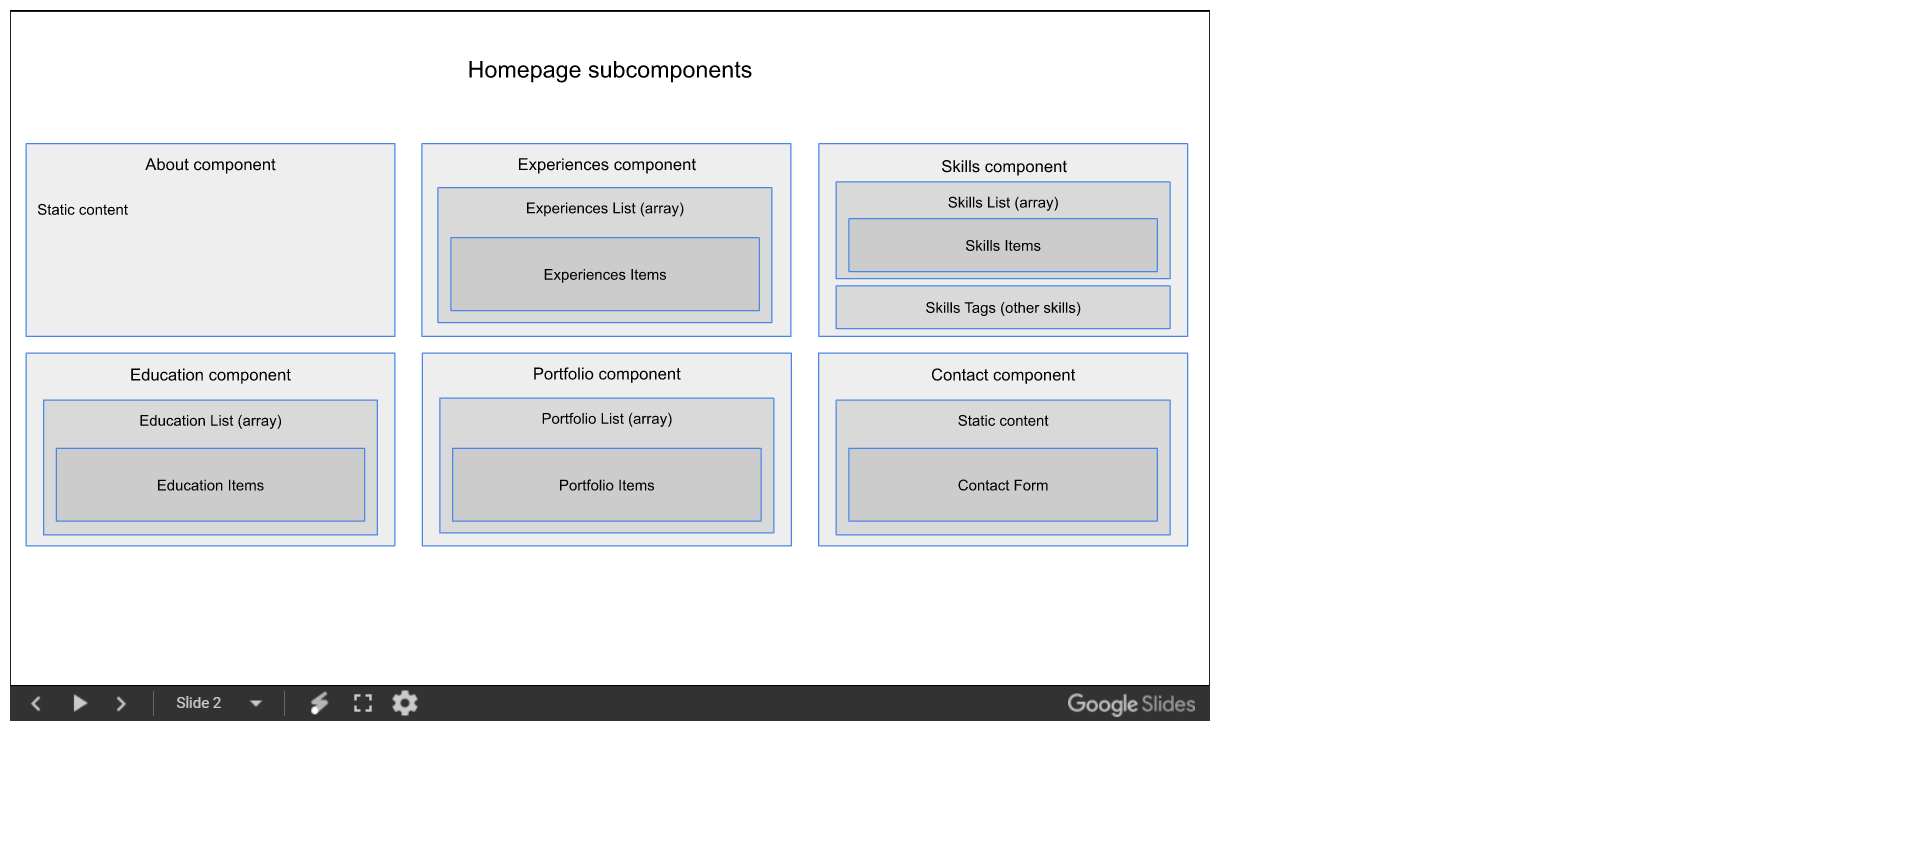 Homepage subcomponents
About component
Static content
Experiences component
Experiences List (array)
Experiences Items
Skills component
Skills List (array)
Skills Items
Skills Tags (other skills)
Education component
Education List (array)
Education Items
Portfolio component
Portfolio List (array)
Portfolio Items
Contact component
Static content
Contact Form
Slide 2
Google Slides